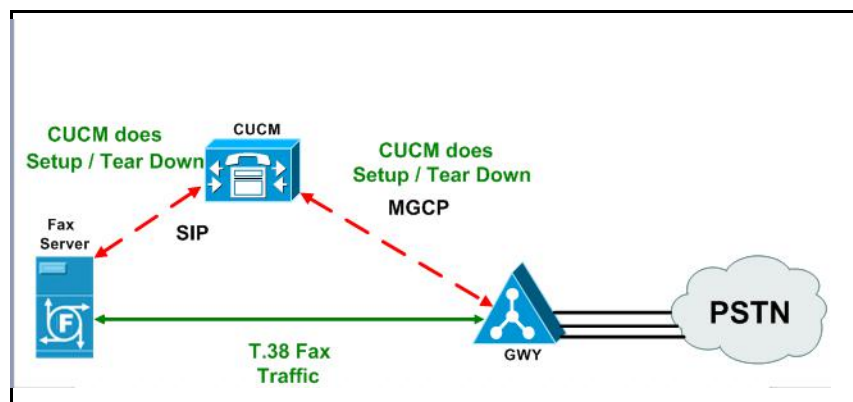 CUCM does
Setup / Tear Down
CUCM
CUCM does
Setup / Tear Down
MGCP
SIP
Fax
Server
F
T.38 Fax
Traffic
GWY
PSTN